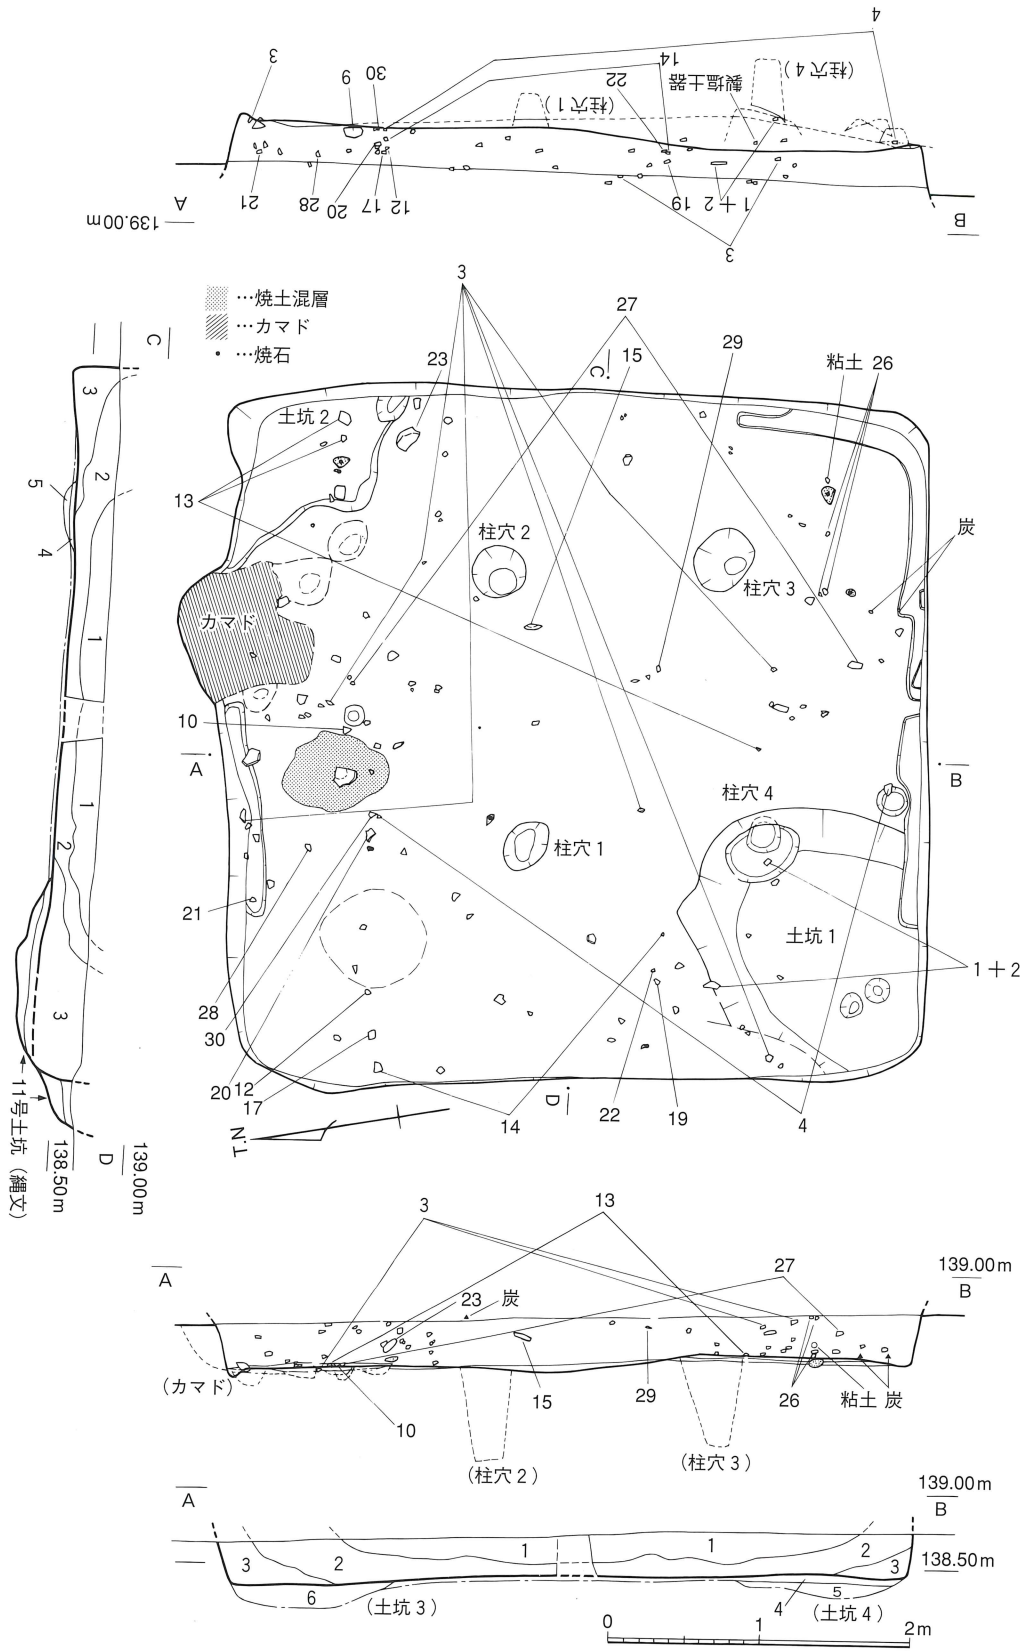 4
3
9
30
14
22
製塩土器
(柱穴1)
(柱穴4)
21
28
20
17
12
19
1+2
3
A
B
139.00m
…焼土混層
…カマド
…焼石
3
27
23
15
29
粘土
26
C
C
土坑2
13
柱穴2
柱穴3
炭
カマド
10
A
B
柱穴4
柱穴1
21
土坑1
1+2
28
30
20
12
17
14
D
22
19
4
T.N
3
2
5
4
1
1
2
3
11号土坑(縄文)
138.50m
D
139.00m
3
13
A
139.00m
B
27
23
炭
(カマド)
15
29
26
粘土
炭
10
(柱穴2)
(柱穴3)
A
139.00m
B
3
2
1
1
2
3
138.50m
6
(土坑3)
4
5
(土坑4)
0
1
2m